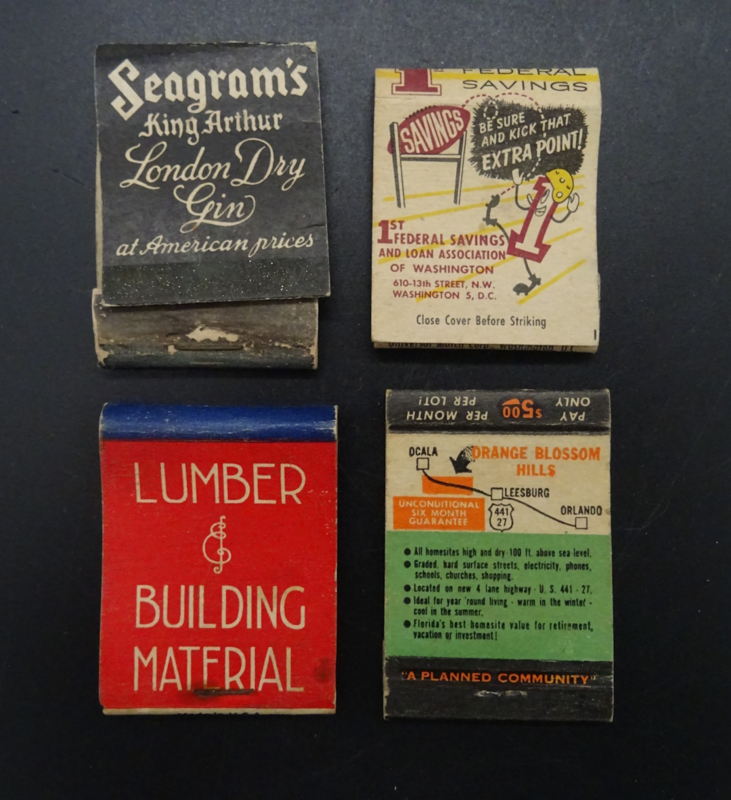 Seagram's
King Arthur
London Dry
Gin
at American prices
1ST FEDERAL
SAVINGS
SAVINGS
BE SURE
AND KICK THAT
EXTRA POINT!
1
1ST
FEDERAL SAVINGS
AND LOAN ASSOCIATION
OF WASHINGTON
610-13th STREET, N.W.
WASHINGTON 5, D.C.
Close Cover Before Striking
LUMBER
&
BUILDING
MATERIAL
PAY $500 PER MONTH
ONLY PER LOT!
OCALA
ORANGE BLOSSOM
HILLS
LEESBURG
UNCONDITIONAL
SIX MONTH
GUARANTEE
441
27
ORLANDO
● All homesites high and dry-100 ft. above sea level.
● Graded, hard surface streets, electricity, phones,
schools, churches, shopping.
● Located on new 4 lane highway - U. S. 441 - 27.
● Ideal for year 'round living - warm in the winter -
cool in the summer.
● Florida's best homesite value for retirement,
vacation or investment!
"A PLANNED COMMUNITY"